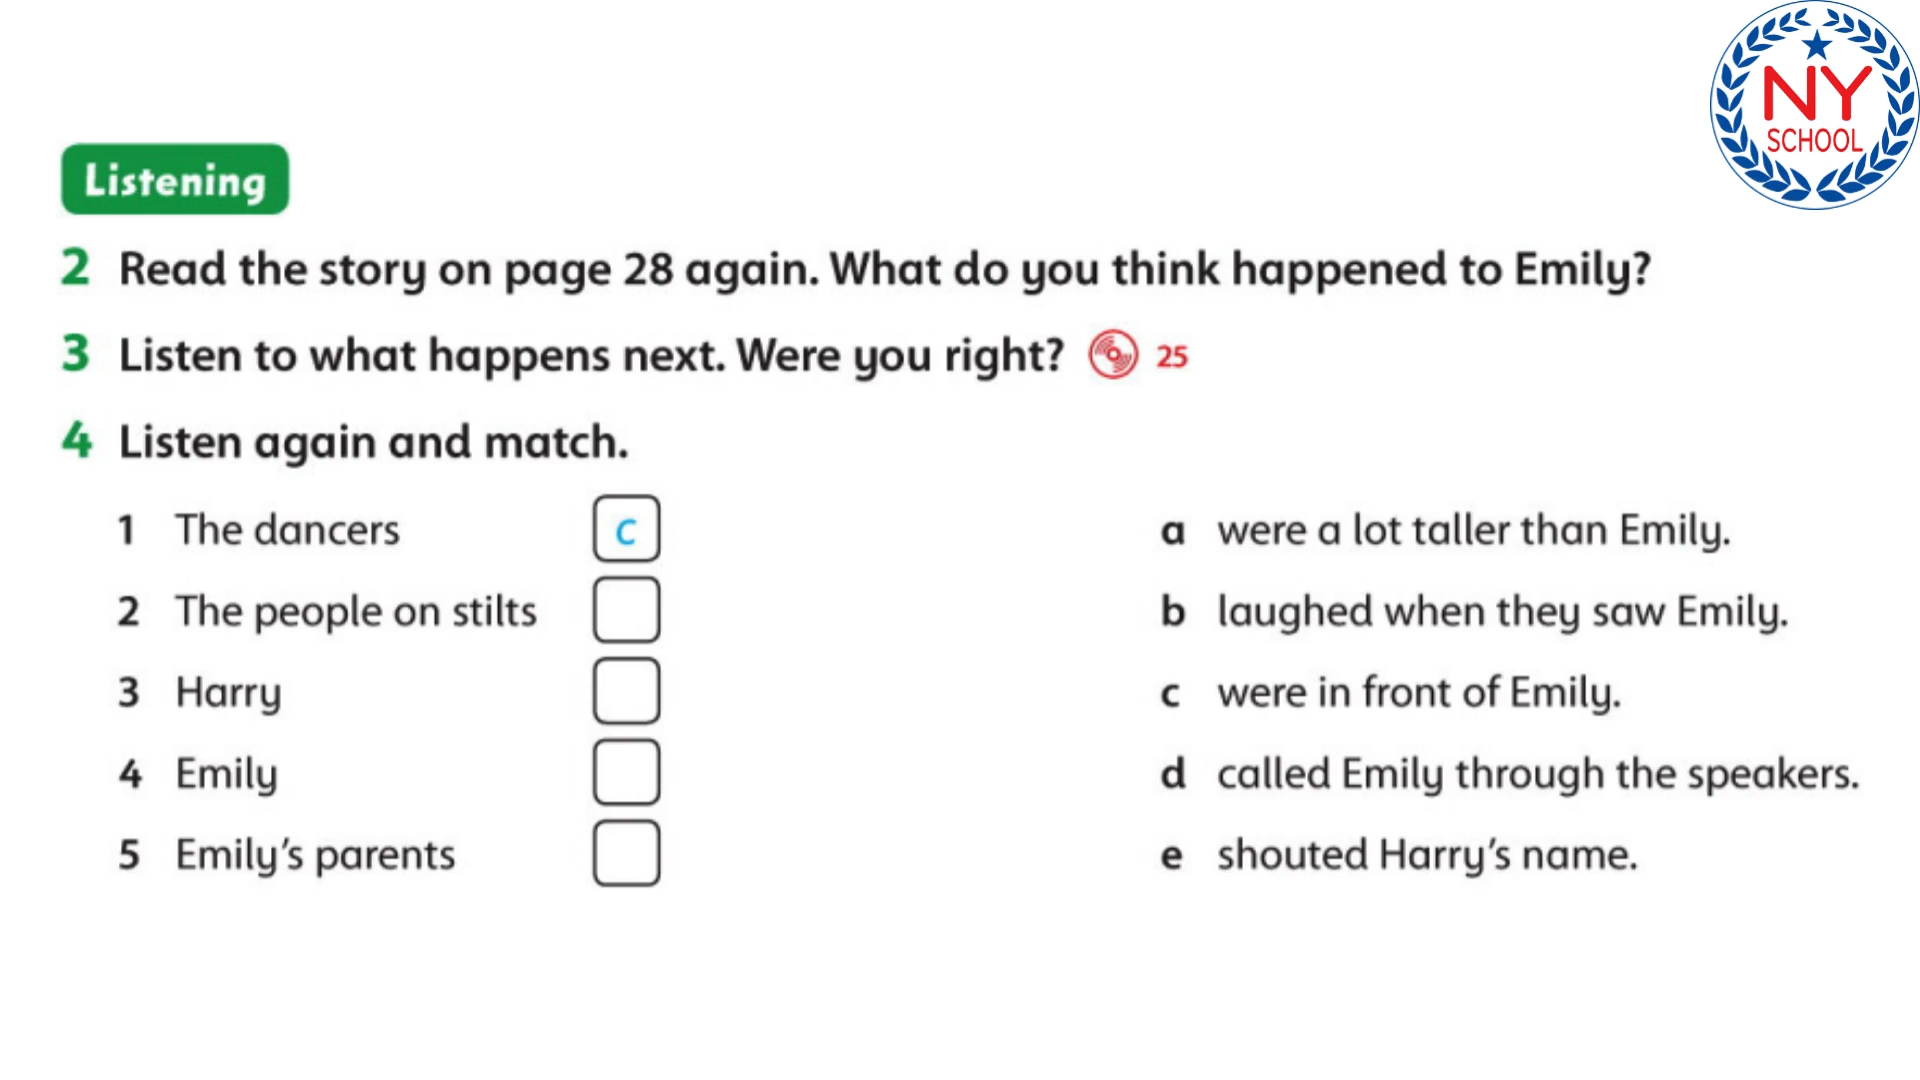 NY
SCHOOL
Listening
2 Read the story on page 28 again. What do you think happened to Emily?
3 Listen to what happens next. Were you right? 25
4 Listen again and match.
1 The dancers c a were a lot taller than Emily.
2 The people on stilts b laughed when they saw Emily.
3 Harry c were in front of Emily.
4 Emily d called Emily through the speakers.
5 Emily's parents e shouted Harry's name.